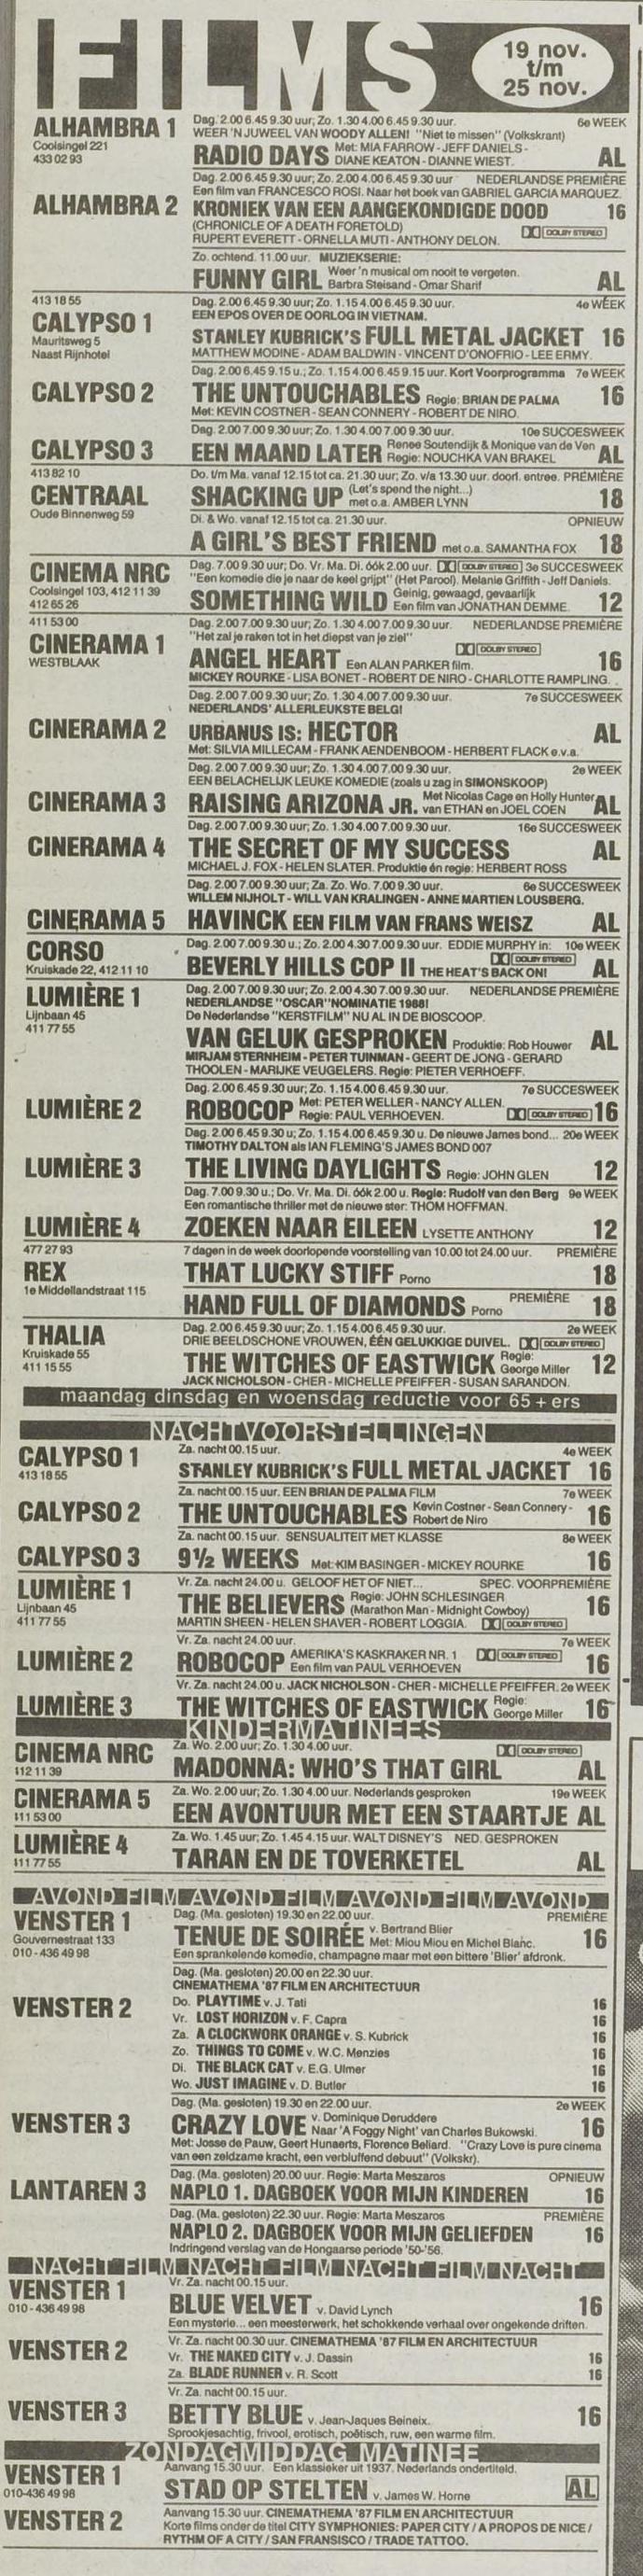 FILMS
19 nov.
t/m
25 nov.
ALHAMBRA 1
Coolsingel 221
433 02 93
Dag. 2.00 6.45 9.30 uur; Zo. 1.30 4.00 6.45 9.30 uur. 6e WEEK
WEER 'N JUWEEL VAN WOODY ALLEN! "Niet te missen" (Volkskrant)
RADIO DAYS Met: MIA FARROW - JEFF DANIELS - DIANE KEATON - DIANNE WIEST. AL
Dag. 2.00 6.45 9.30 uur; Zo. 2.00 4.00 6.45 9.30 uur NEDERLANDSE PREMIÈRE
Een film van FRANCESCO ROSI. Naar het boek van GABRIEL GARCIA MARQUEZ.
ALHAMBRA 2 KRONIEK VAN EEN AANGEKONDIGDE DOOD 16
(CHRONICLE OF A DEATH FORETOLD) DOLBY STEREO
RUPERT EVERETT - ORNELLA MUTI - ANTHONY DELON.
Zo. ochtend. 11.00 uur. MUZIEKSERIE:
FUNNY GIRL Weer 'n musical om nooit te vergeten. Barbra Steisand - Omar Sharif AL
413 18 55
CALYPSO 1
Mauritsweg 5
Naast Rijnhotel
Dag. 2.00 6.45 9.30 uur; Zo. 1.15 4.00 6.45 9.30 uur. 4e WEEK
EEN EPOS OVER DE OORLOG IN VIETNAM.
STANLEY KUBRICK'S FULL METAL JACKET 16
MATTHEW MODINE - ADAM BALDWIN - VINCENT D'ONOFRIO - LEE ERMY.
Dag. 2.00 6.45 9.15 u.; Zo. 1.15 4.00 6.45 9.15 uur. Kort Voorprogramma 7e WEEK
CALYPSO 2 THE UNTOUCHABLES Regie: BRIAN DE PALMA 16
Met: KEVIN COSTNER - SEAN CONNERY - ROBERT DE NIRO.
Dag. 2.00 7.00 9.30 uur; Zo. 1.30 4.00 7.00 9.30 uur. 10e SUCCESWEEK
CALYPSO 3 EEN MAAND LATER Renee Soutendijk & Monique van de Ven Regie: NOUCHKA VAN BRAKEL AL
413 82 10
CENTRAAL
Oude Binnenweg 59
Do. t/m Ma. vanaf 12.15 tot ca. 21.30 uur; Zo. v/a 13.30 uur. doorl. entree. PREMIÈRE
SHACKING UP (Let's spend the night...) met o.a. AMBER LYNN 18
Di. & Wo. vanaf 12.15 tot ca. 21.30 uur. OPNIEUW
A GIRL'S BEST FRIEND met o.a. SAMANTHA FOX 18
CINEMA NRC
Coolsingel 103, 412 11 39
412 65 26
Dag. 7.00 9.30 uur; Do. Vr. Ma. Di. óók 2.00 uur. DOLBY STEREO 3e SUCCESWEEK
"Een komedie die je naar de keel grijpt" (Het Parool). Melanie Griffith - Jeff Daniels.
SOMETHING WILD Geinig, gewaagd, gevaarlijk Een film van JONATHAN DEMME. 12
411 53 00
CINERAMA 1
WESTBLAAK
Dag. 2.00 7.00 9.30 uur; Zo. 1.30 4.00 7.00 9.30 uur. NEDERLANDSE PREMIÈRE
"Het zal je raken tot in het diepst van je ziel" DOLBY STEREO
ANGEL HEART Een ALAN PARKER film. 16
MICKEY ROURKE - LISA BONET - ROBERT DE NIRO - CHARLOTTE RAMPLING.
Dag. 2.00 7.00 9.30 uur; Zo. 1.30 4.00 7.00 9.30 uur. 7e SUCCESWEEK
NEDERLANDS' ALLERLEUKSTE BELG!
CINERAMA 2 URBANUS IS: HECTOR AL
Met: SILVIA MILLECAM - FRANK AENDENBOOM - HERBERT FLACK e.v.a.
Dag. 2.00 7.00 9.30 uur; Zo. 1.30 4.00 7.00 9.30 uur. 2e WEEK
EEN BELACHELIJK LEUKE KOMEDIE (zoals u zag in SIMONSKOOP)
CINERAMA 3 RAISING ARIZONA JR. Met Nicolas Cage en Holly Hunter van ETHAN en JOEL COEN AL
Dag. 2.00 7.00 9.30 uur; Zo. 1.30 4.00 7.00 9.30 uur. 16e SUCCESWEEK
CINERAMA 4 THE SECRET OF MY SUCCESS AL
MICHAEL J. FOX - HELEN SLATER. Produktie én regie: HERBERT ROSS
Dag. 2.00 7.00 9.30 uur; Za. Zo. Wo. 7.00 9.30 uur. 6e SUCCESWEEK
WILLEM NIJHOLT - WILL VAN KRALINGEN - ANNE MARTIEN LOUSBERG.
CINERAMA 5 HAVINCK EEN FILM VAN FRANS WEISZ AL
CORSO
Kruiskade 22, 412 11 10
Dag. 2.00 7.00 9.30 u.; Zo. 2.00 4.30 7.00 9.30 uur. EDDIE MURPHY in: 10e WEEK
DOLBY STEREO
BEVERLY HILLS COP II THE HEAT'S BACK ON! AL
LUMIÈRE 1
Lijnbaan 45
411 77 55
Dag. 2.00 7.00 9.30 uur; Zo. 2.00 4.30 7.00 9.30 uur. NEDERLANDSE PREMIÈRE
NEDERLANDSE "OSCAR" NOMINATIE 1988!
De Nederlandse "KERSTFILM" NU AL IN DE BIOSCOOP.
VAN GELUK GESPROKEN Produktie: Rob Houwer AL
MIRJAM STERNHEIM - PETER TUINMAN - GEERT DE JONG - GERARD
THOOLEN - MARIJKE VEUGELERS. Regie: PIETER VERHOEFF.
Dag. 2.00 6.45 9.30 uur; Zo. 1.15 4.00 6.45 9.30 uur. 7e SUCCESWEEK
LUMIÈRE 2 ROBOCOP Met: PETER WELLER - NANCY ALLEN. Regie: PAUL VERHOEVEN. DOLBY STEREO 16
Dag. 2.00 6.45 9.30 u; Zo. 1.15 4.00 6.45 9.30 u. De nieuwe James bond... 20e WEEK
TIMOTHY DALTON als IAN FLEMING'S JAMES BOND 007
LUMIÈRE 3 THE LIVING DAYLIGHTS Regie: JOHN GLEN 12
Dag. 7.00 9.30 u.; Do. Vr. Ma. Di. óók 2.00 u. Regie: Rudolf van den Berg 9e WEEK
Een romantische thriller met de nieuwe ster: THOM HOFFMAN.
LUMIÈRE 4 ZOEKEN NAAR EILEEN LYSETTE ANTHONY 12
477 27 93
REX
1e Middellandstraat 115
7 dagen in de week doorlopende voorstelling van 10.00 tot 24.00 uur. PREMIÈRE
THAT LUCKY STIFF Porno 18
HAND FULL OF DIAMONDS Porno PREMIÈRE 18
THALIA
Kruiskade 55
411 15 55
Dag. 2.00 6.45 9.30 uur; Zo. 1.15 4.00 6.45 9.30 uur. 2e WEEK
DRIE BEELDSCHONE VROUWEN, ÉÉN GELUKKIGE DUIVEL. DOLBY STEREO
THE WITCHES OF EASTWICK Regie: George Miller 12
JACK NICHOLSON - CHER - MICHELLE PFEIFFER - SUSAN SARANDON.
maandag dinsdag en woensdag reductie voor 65 + ers
NACHTVOORSTELLINGEN
CALYPSO 1
413 18 55
Za. nacht 00.15 uur. 4e WEEK
STANLEY KUBRICK'S FULL METAL JACKET 16
Za. nacht 00.15 uur. EEN BRIAN DE PALMA FILM 7e WEEK
CALYPSO 2 THE UNTOUCHABLES Kevin Costner - Sean Connery - Robert de Niro 16
Za. nacht 00.15 uur. SENSUALITEIT MET KLASSE 8e WEEK
CALYPSO 3 9½ WEEKS Met: KIM BASINGER - MICKEY ROURKE 16
LUMIÈRE 1
Lijnbaan 45
411 77 55
Vr. Za. nacht 24.00 u. GELOOF HET OF NIET... SPEC. VOORPREMIÈRE
THE BELIEVERS Regie: JOHN SCHLESINGER (Marathon Man - Midnight Cowboy) 16
MARTIN SHEEN - HELEN SHAVER - ROBERT LOGGIA. DOLBY STEREO
Vr. Za. nacht 24.00 uur. 7e WEEK
LUMIÈRE 2 ROBOCOP AMERIKA'S KASKRAKER NR. 1 Een film van PAUL VERHOEVEN DOLBY STEREO 16
Vr. Za. nacht 24.00 u. JACK NICHOLSON - CHER - MICHELLE PFEIFFER. 2e WEEK
LUMIÈRE 3 THE WITCHES OF EASTWICK Regie: George Miller 16
KINDERMATINEES
CINEMA NRC
112 11 39
Za. Wo. 2.00 uur; Zo. 1.30 4.00 uur. DOLBY STEREO
MADONNA: WHO'S THAT GIRL AL
CINERAMA 5
111 53 00
Za. Wo. 2.00 uur; Zo. 1.30 4.00 uur. Nederlands gesproken 19e WEEK
EEN AVONTUUR MET EEN STAARTJE AL
LUMIÈRE 4
111 77 55
Za. Wo. 1.45 uur; Zo. 1.45 4.15 uur. WALT DISNEY'S NED. GESPROKEN
TARAN EN DE TOVERKETEL AL
AVOND FILM AVOND FILM AVOND FILM AVOND
VENSTER 1
Gouvernestraat 133
010 - 436 49 98
Dag. (Ma. gesloten) 19.30 en 22.00 uur. PREMIÈRE
TENUE DE SOIRÉE v. Bertrand Blier Met: Miou Miou en Michel Blanc. 16
Een sprankelende komedie, champagne maar met een bittere 'Blier' afdronk.
Dag. (Ma. gesloten) 20.00 en 22.30 uur.
CINEMATHEMA '87 FILM EN ARCHITECTUUR
VENSTER 2
Do. PLAYTIME v. J. Tati 16
Vr. LOST HORIZON v. F. Capra 16
Za. A CLOCKWORK ORANGE v. S. Kubrick 16
Zo. THINGS TO COME v. W.C. Menzies 16
Di. THE BLACK CAT v. E.G. Ulmer 16
Wo. JUST IMAGINE v. D. Butler 16
Dag. (Ma. gesloten) 19.30 en 22.00 uur. 2e WEEK
VENSTER 3 CRAZY LOVE v. Dominique Deruddere Naar 'A Foggy Night' van Charles Bukowski. 16
Met: Josse de Pauw, Geert Hunaerts, Florence Beliard. "Crazy Love is pure cinema
van een zeldzame kracht, een verbluffend debuut" (Volkskr).
Dag. (Ma. gesloten) 20.00 uur. Regie: Marta Meszaros OPNIEUW
LANTAREN 3 NAPLO 1. DAGBOEK VOOR MIJN KINDEREN 16
Dag. (Ma. gesloten) 22.30 uur. Regie: Marta Meszaros PREMIÈRE
NAPLO 2. DAGBOEK VOOR MIJN GELIEFDEN 16
Indringend verslag van de Hongaarse periode '50-'56.
NACHT FILM NACHT FILM NACHT FILM NACHT
VENSTER 1
010 - 436 49 98
Vr. Za. nacht 00.15 uur.
BLUE VELVET v. David Lynch 16
Een mysterie... een meesterwerk, het schokkende verhaal over ongekende driften.
Vr. Za. nacht 00.30 uur. CINEMATHEMA '87 FILM EN ARCHITECTUUR
VENSTER 2
Vr. THE NAKED CITY v. J. Dassin 16
Za. BLADE RUNNER v. R. Scott 16
Vr. Za. nacht 00.15 uur.
VENSTER 3 BETTY BLUE v. Jean-Jaques Beineix. 16
Sprookjesachtig, frivool, erotisch, poëtisch, ruw, een warme film.
ZONDAGMIDDAG MATINEE
VENSTER 1
010-436 49 98
Aanvang 15.30 uur. Een klassieker uit 1937. Nederlands ondertiteld.
STAD OP STELTEN v. James W. Horne AL
VENSTER 2
Aanvang 15.30 uur. CINEMATHEMA '87 FILM EN ARCHITECTUUR
Korte films onder de titel CITY SYMPHONIES: PAPER CITY / A PROPOS DE NICE /
RYTHM OF A CITY / SAN FRANSISCO / TRADE TATTOO.